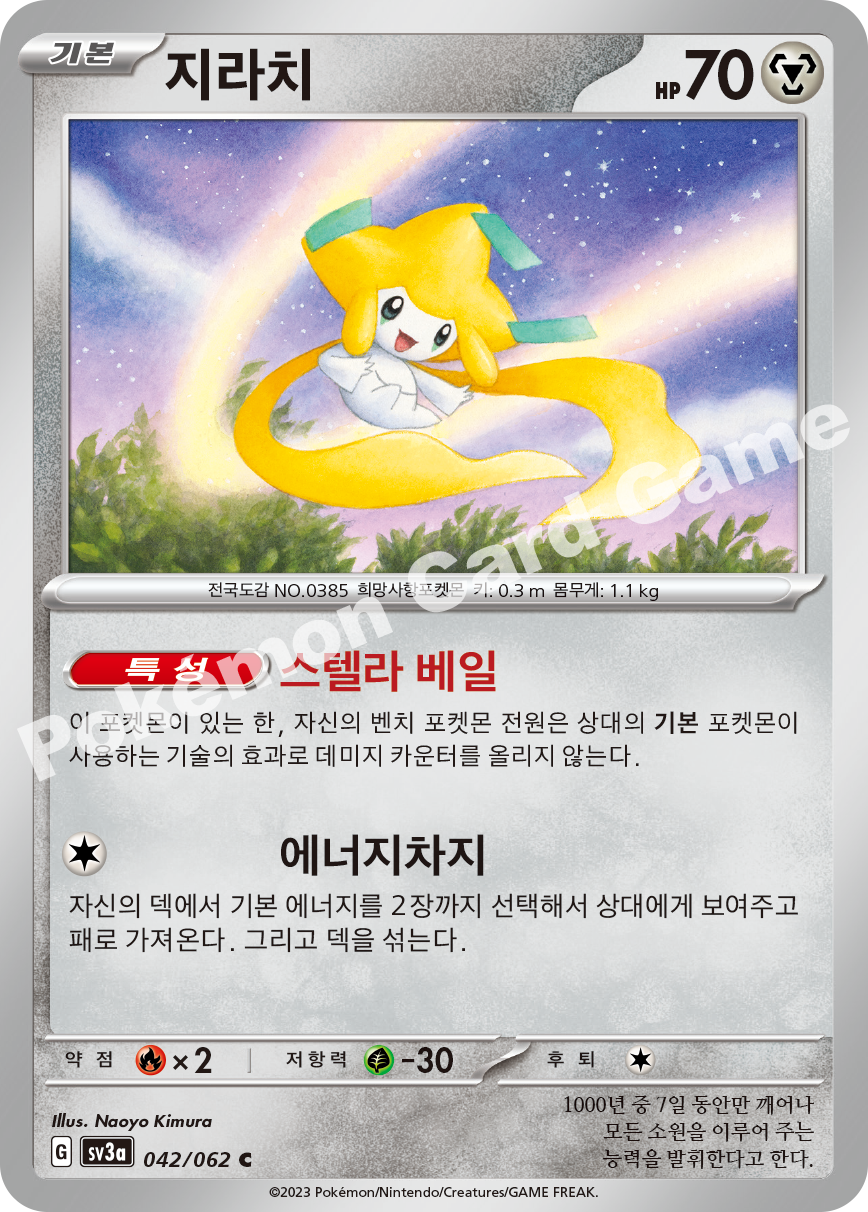 기본
지라치
HP 70
전국도감 NO.0385 희망사항포켓몬 키: 0.3 m 몸무게: 1.1 kg
특성 스텔라 베일
이 포켓몬이 있는 한, 자신의 벤치 포켓몬 전원은 상대의 기본 포켓몬이
사용하는 기술의 효과로 데미지 카운터를 올리지 않는다.
에너지차지
자신의 덱에서 기본 에너지를 2장까지 선택해서 상대에게 보여주고
패로 가져온다. 그리고 덱을 섞는다.
약점 ×2 저항력 -30 후퇴
Illus. Naoyo Kimura
G sv3a 042/062 C
1000년 중 7일 동안만 깨어나
모든 소원을 이루어 주는
능력을 발휘한다고 한다.
©2023 Pokémon/Nintendo/Creatures/GAME FREAK.
Pokémon Card Game